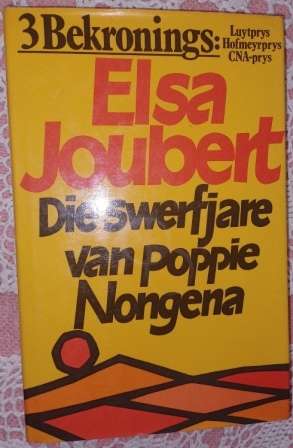 3 Bekronings:
Luytprys
Hofmeyrprys
CNA-prys
Elsa
Joubert
Die swerfjare
van poppie
Nongena